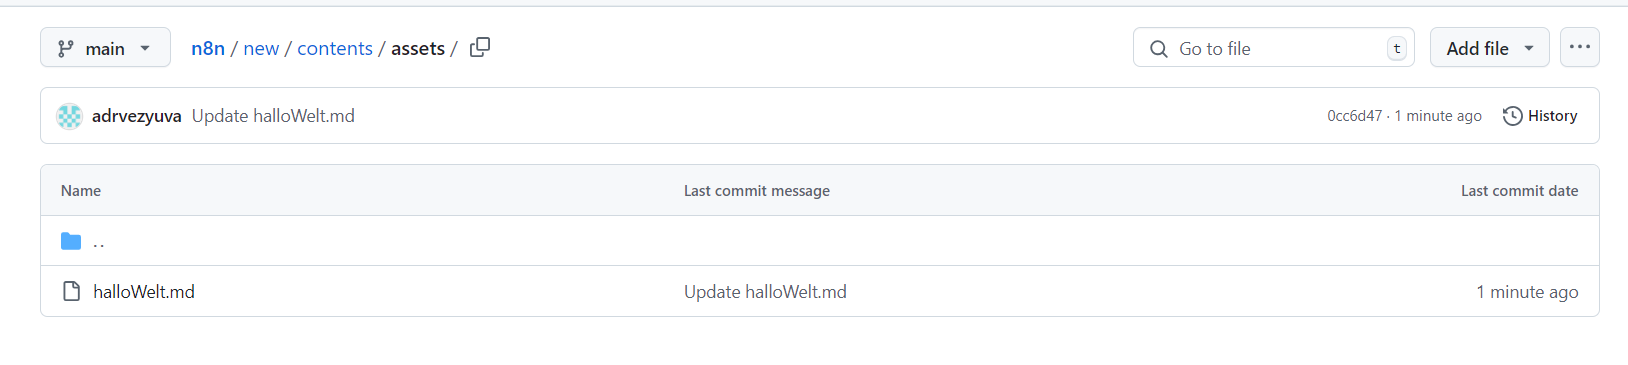 main n8n / new / contents / assets / Go to file t Add file ...
adrvezyuva Update halloWelt.md 0cc6d47 · 1 minute ago History
Name Last commit message Last commit date
..
halloWelt.md Update halloWelt.md 1 minute ago